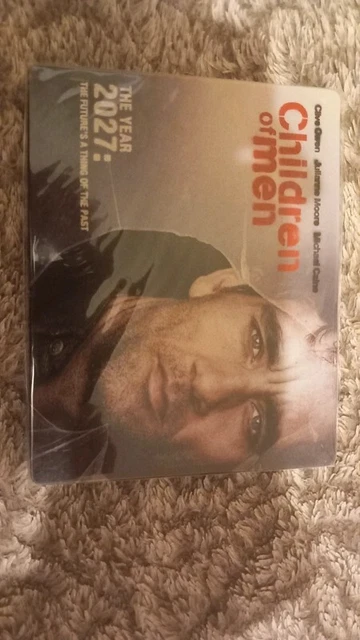 Clive Owen Julianne Moore Michael Caine
Children
of men
THE YEAR
2027:
THE FUTURE'S A THING OF THE PAST